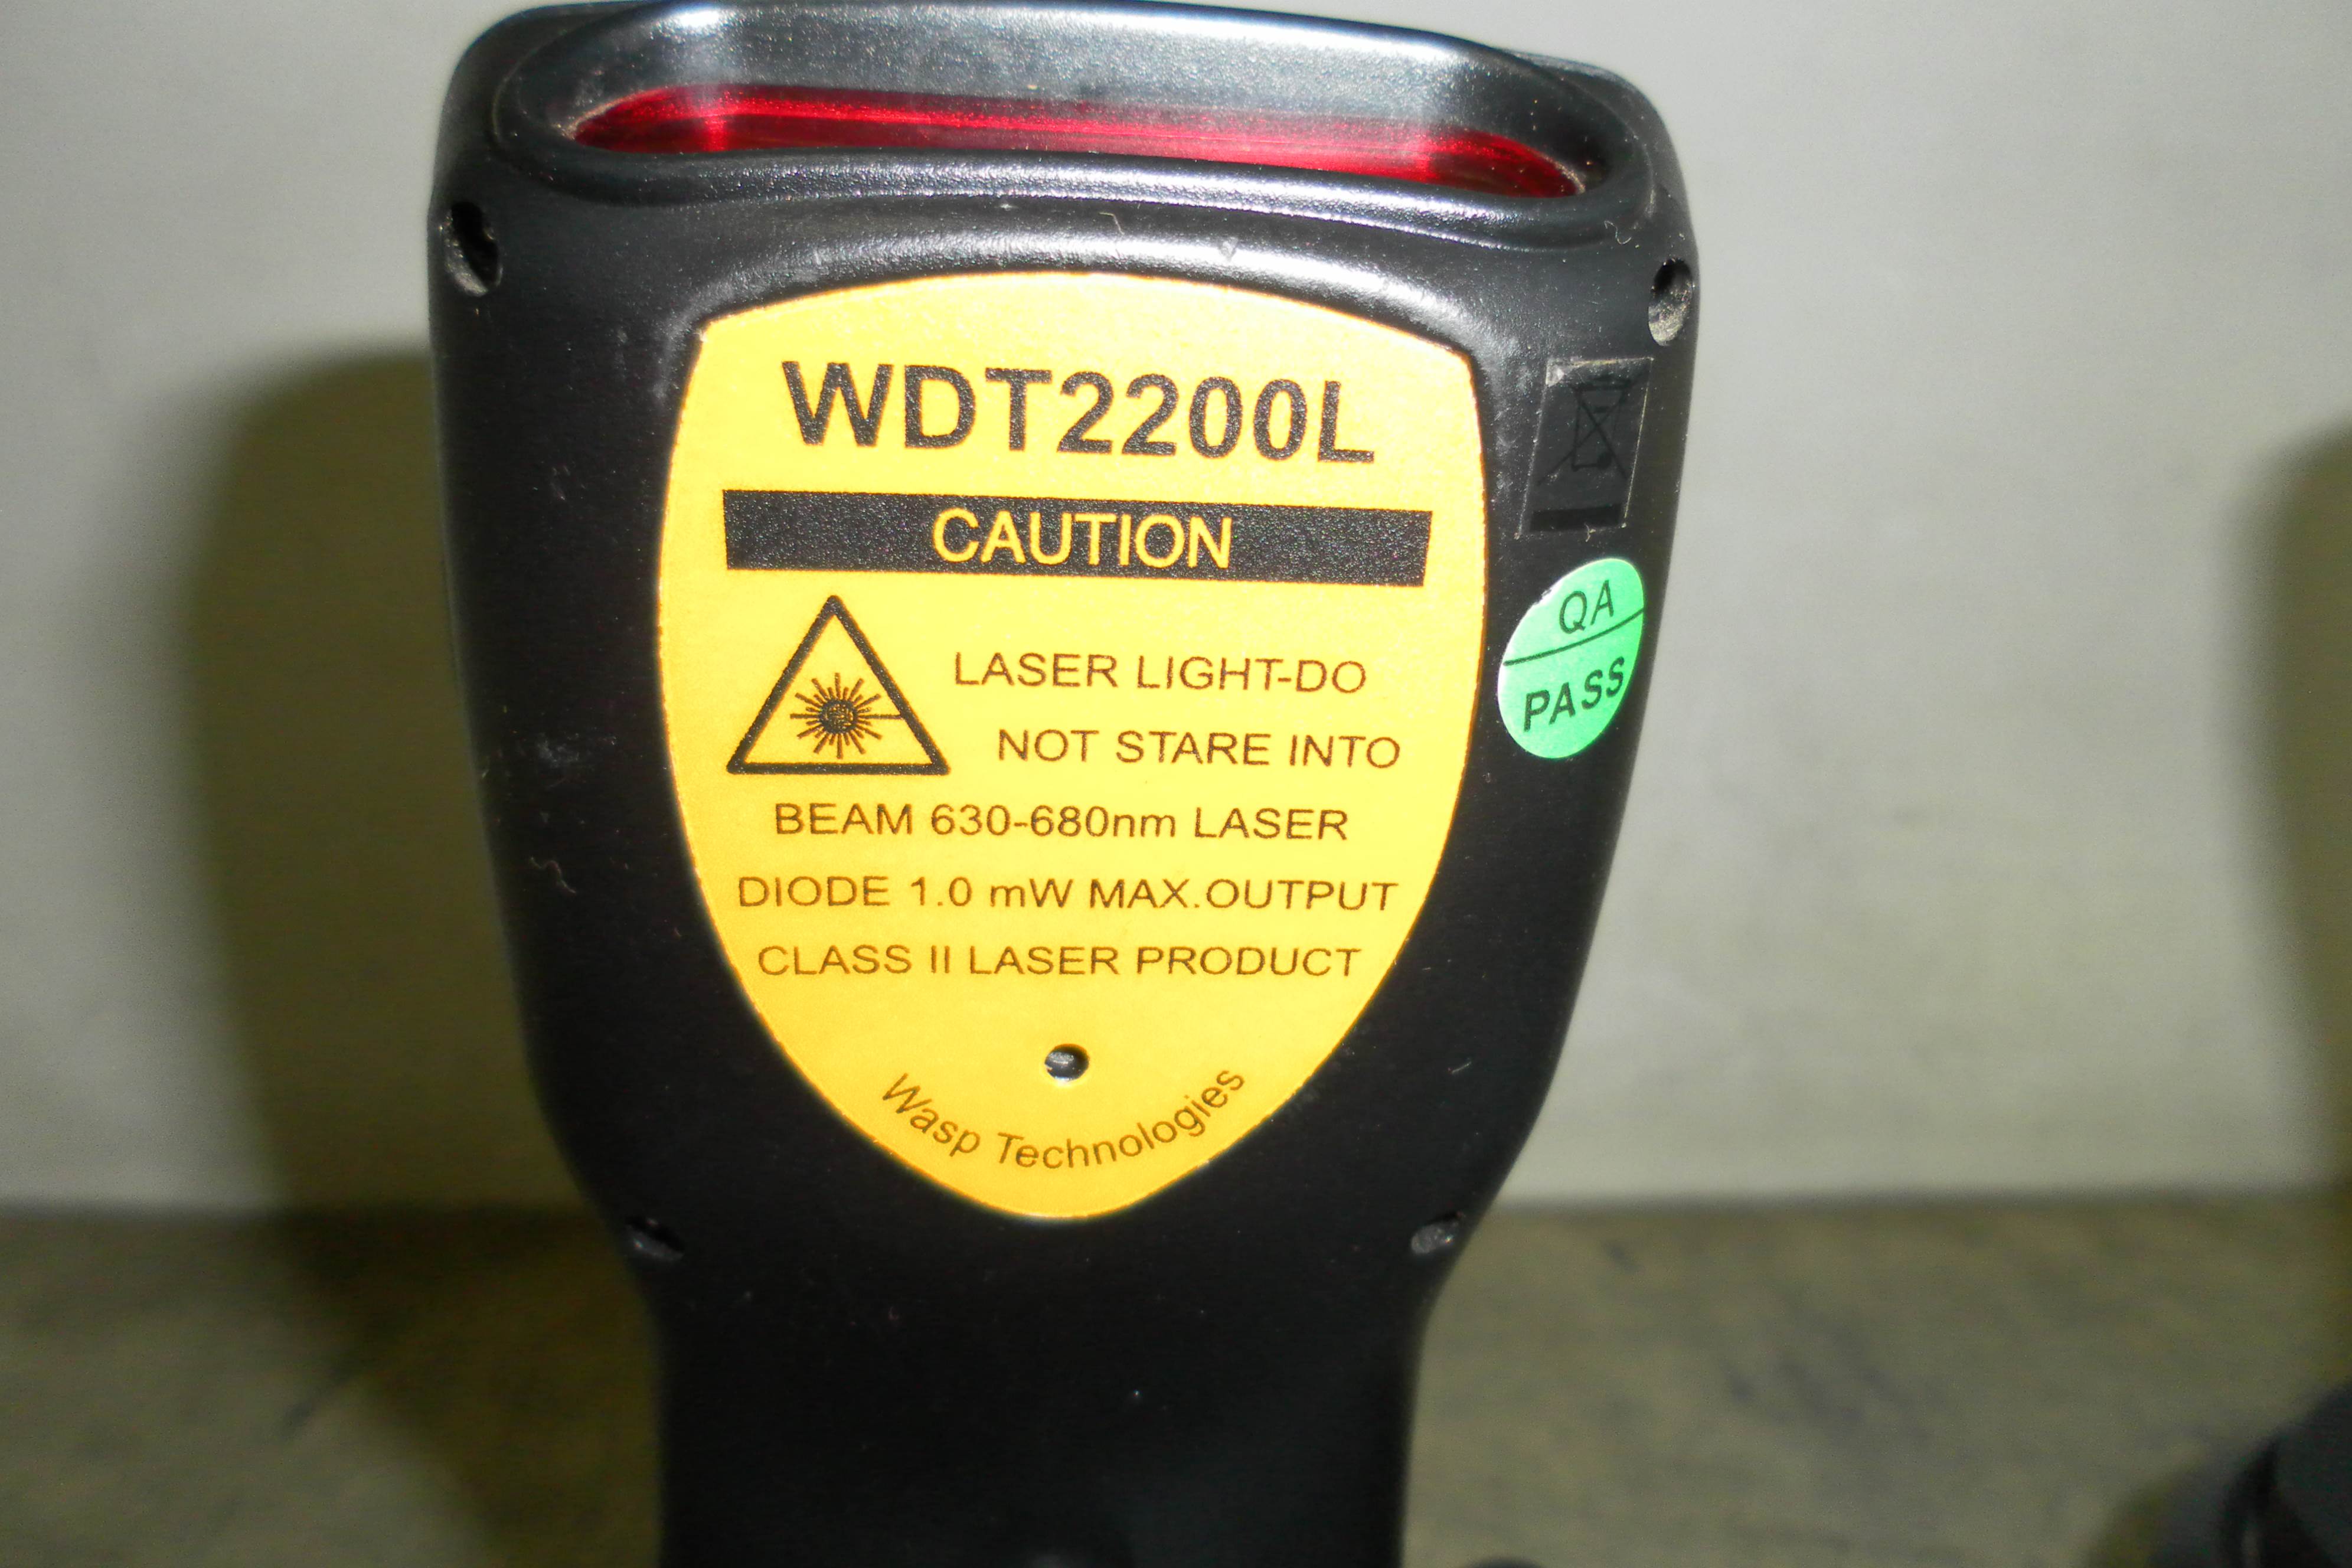 WDT2200L
CAUTION
LASER LIGHT-DO
NOT STARE INTO
BEAM 630-680nm LASER
DIODE 1.0 mW MAX.OUTPUT
CLASS II LASER PRODUCT
Wasp Technologies
QA
PASS